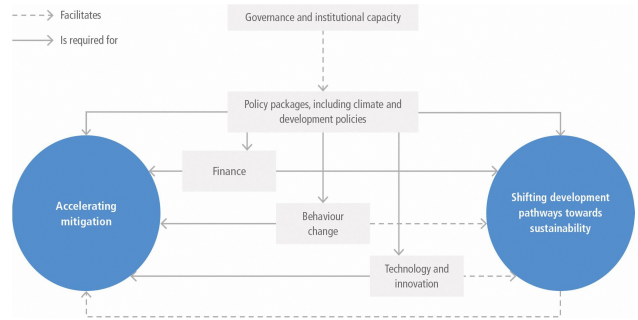 Facilitates
Is required for
Governance and institutional capacity
Policy packages, including climate and
development policies
Finance
Accelerating
mitigation
Behaviour
change
Shifting development
pathways towards
sustainability
Technology and
innovation